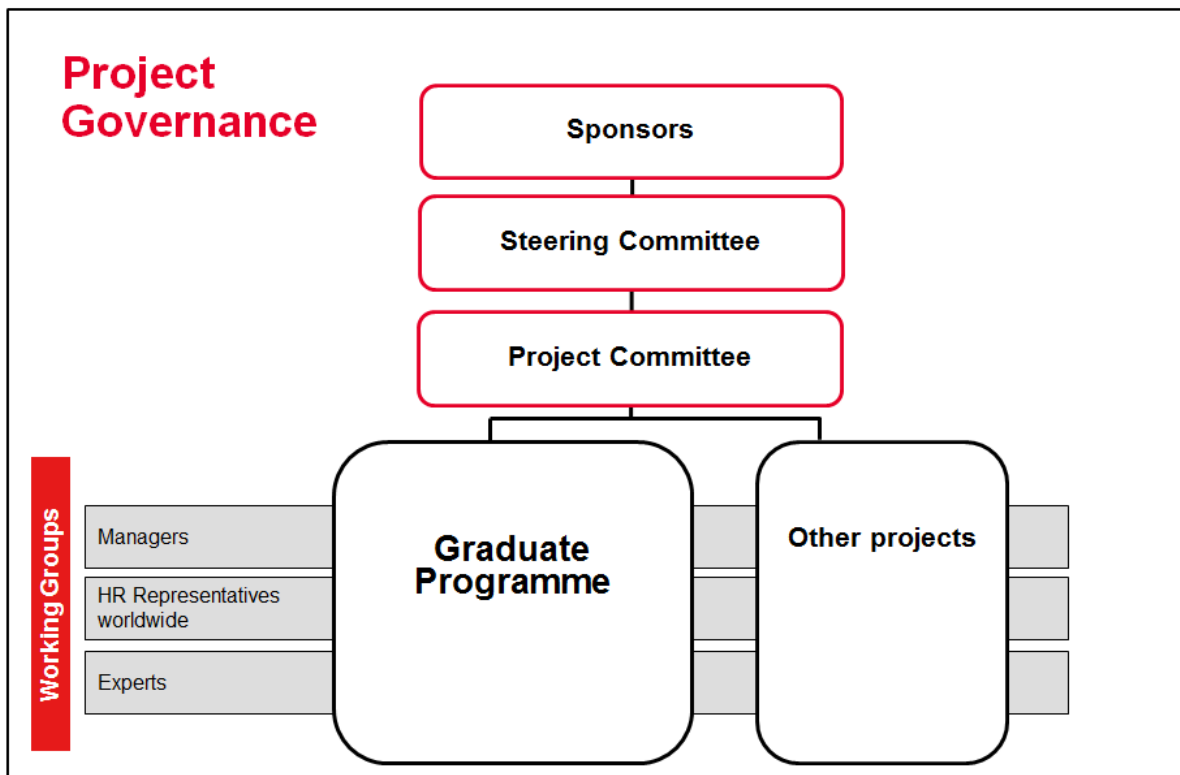 Project
Governance
Sponsors
Steering Committee
Project Committee
Working Groups
Managers
HR Representatives
worldwide
Experts
Graduate
Programme
Other projects